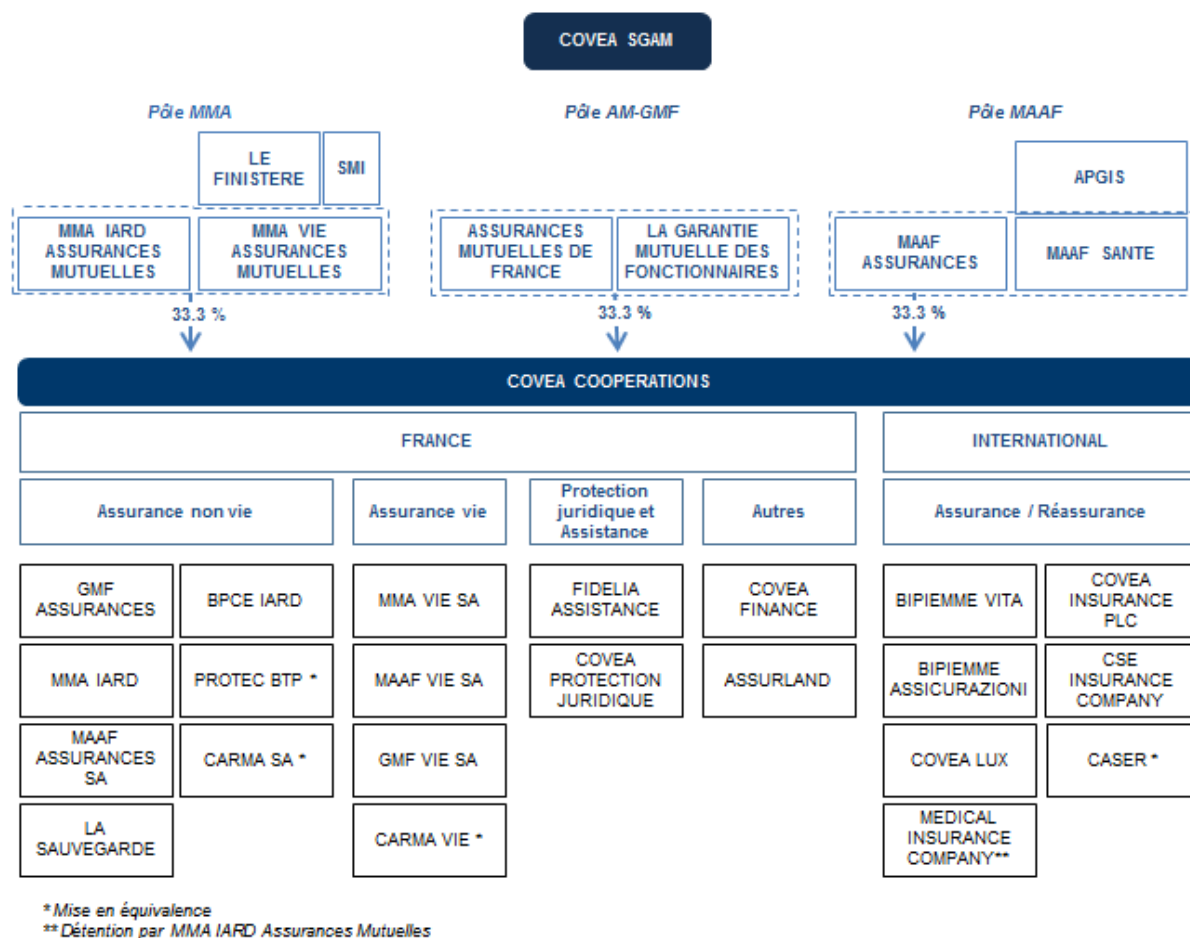 COVEA SGAM
Pôle MMA
Pôle AM-GMF
Pôle MAAF
LE
FINISTERE
SMI
APGIS
MMA IARD
ASSURANCES
MUTUELLES
MMA VIE
ASSURANCES
MUTUELLES
ASSURANCES
MUTUELLES DE
FRANCE
LA GARANTIE
MUTUELLE DES
FONCTIONNAIRES
MAAF
ASSURANCES
MAAF SANTE
33.3 %
33.3 %
33.3 %
COVEA COOPERATIONS
FRANCE
INTERNATIONAL
Assurance non vie
Assurance vie
Protection
juridique et
Assistance
Autres
Assurance / Réassurance
GMF
ASSURANCES
BPCE IARD
MMA VIE SA
FIDELIA
ASSISTANCE
COVEA
FINANCE
BIPIEMME VITA
COVEA
INSURANCE
PLC
MMA IARD
PROTEC BTP *
MAAF VIE SA
COVEA
PROTECTION
JURIDIQUE
ASSURLAND
BIPIEMME
ASSICURAZIONI
CSE
INSURANCE
COMPANY
MAAF
ASSURANCES
SA
CARMA SA *
GMF VIE SA
COVEA LUX
CASER *
LA
SAUVEGARDE
CARMA VIE *
MEDICAL
INSURANCE
COMPANY**
* Mise en équivalence
** Détention par MMA IARD Assurances Mutuelles